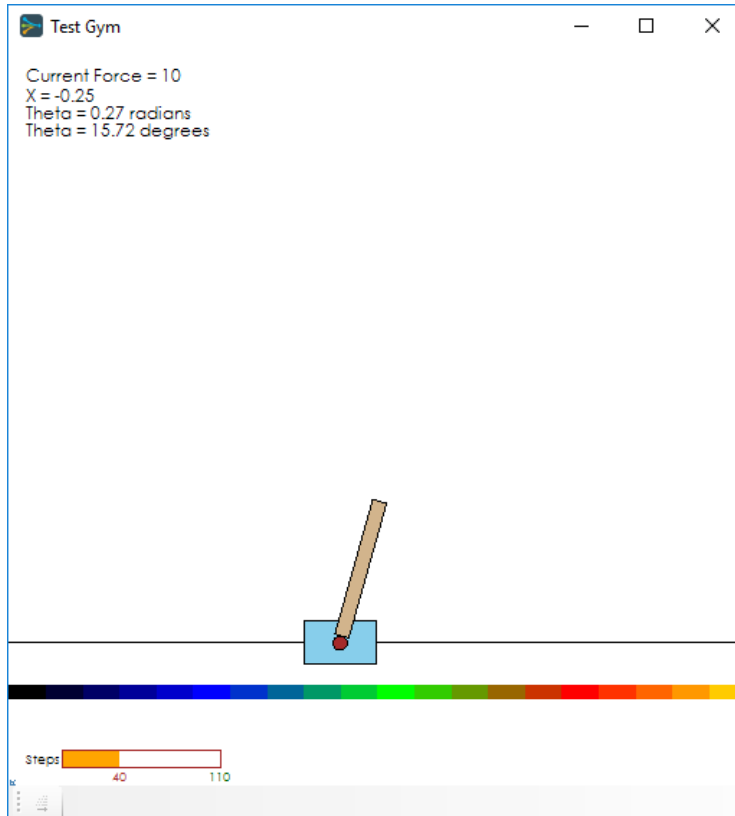 Test Gym
Current Force = 10
X = -0.25
Theta = 0.27 radians
Theta = 15.72 degrees
Steps
40 110